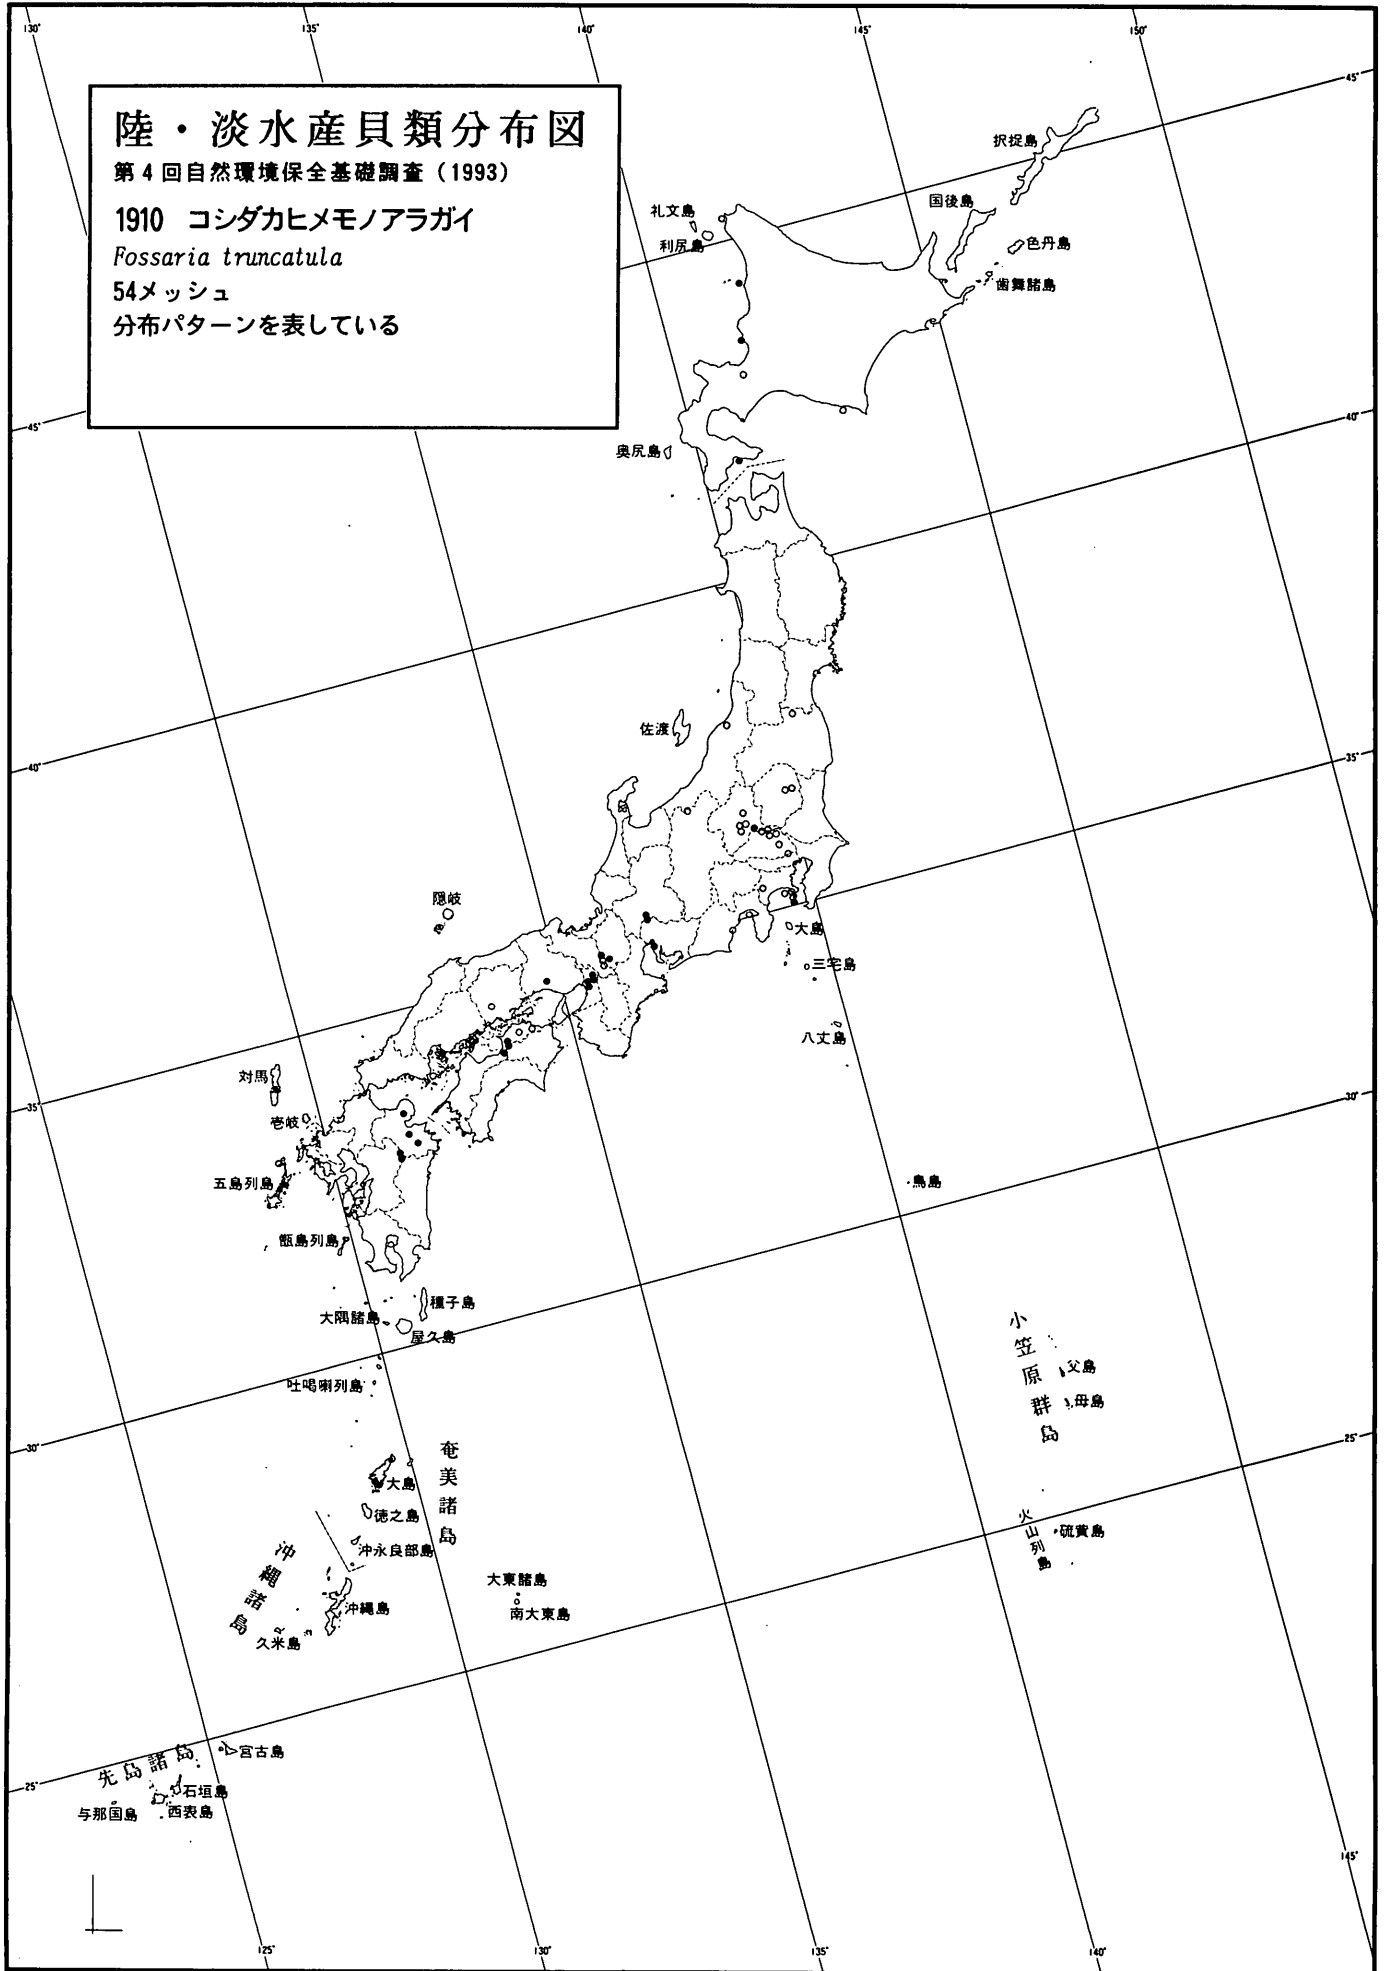 130°
135°
140°
145°
150°
陸・淡水産貝類分布図
第4回自然環境保全基礎調査(1993)
1910 コシダカヒメモノアラガイ
Fossaria truncatula
54メッシュ
分布パターンを表している
45°
択捉島
国後島
色丹島
歯舞諸島
礼文島
利尻島
奥尻島
45°
40°
佐渡
40°
35°
隠岐
大島
三宅島
八丈島
対馬
壱岐
35°
30°
五島列島
鳥島
甑島列島
種子島
大隅諸島
屋久島
吐噶喇列島
小笠原群島
父島
母島
30°
25°
奄美諸島
大島
徳之島
沖永良部島
火山列島
硫黄島
沖縄諸島
沖縄島
久米島
大東諸島
南大東島
先島諸島
宮古島
石垣島
西表島
与那国島
25°
145°
125°
130°
135°
140°